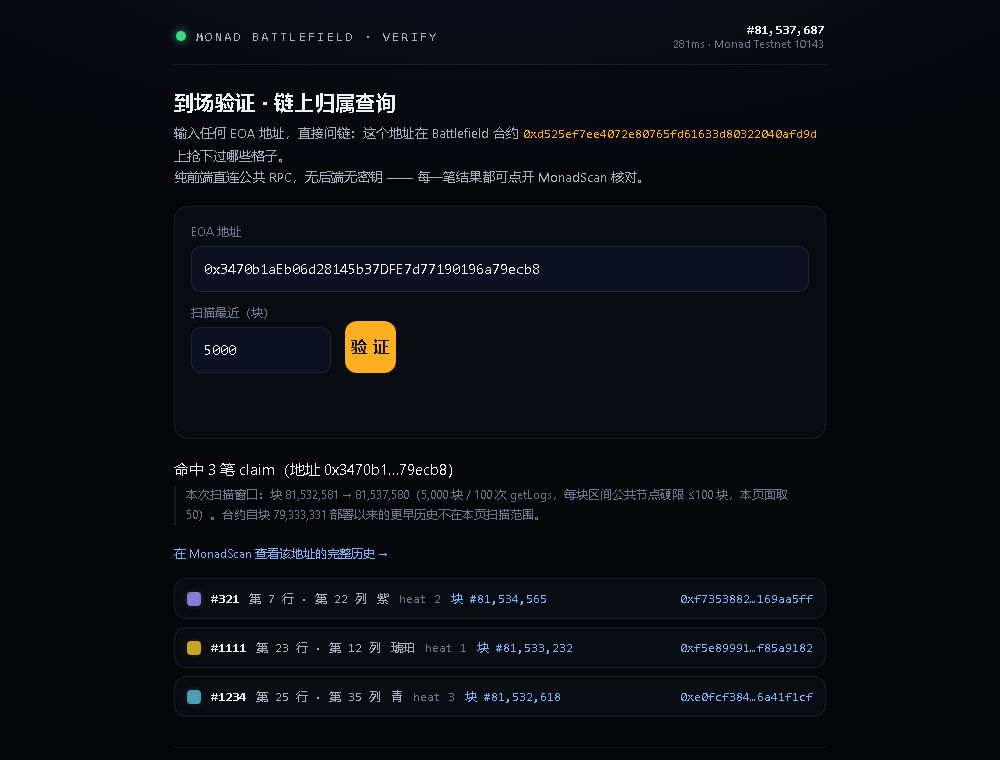 MONAD BATTLEFIELD · VERIFY
#81,537,687
281ms · Monad Testnet 10143
到场验证 · 链上归属查询
输入任何 EOA 地址，直接问链：这个地址在 Battlefield 合约 0xd525ef7ee4072e80765fd61633d80322040afd9d
上抢下过哪些格子。
纯前端直连公共 RPC，无后端无密钥 —— 每一笔结果都可点开 MonadScan 核对。
EOA 地址
0x3470b1aEb06d28145b37DFE7d77190196a79ecb8
扫描最近（块）
5000
验 证
命中 3 笔 claim（地址 0x3470b1…79ecb8）
本次扫描窗口：块 81,532,581 → 81,537,580（5,000 块 / 100 次 getLogs，每块区间公共节点硬限 ≤100 块，本页面取
50）。合约自块 79,333,331 部署以来的更早历史不在本页扫描范围。
在 MonadScan 查看该地址的完整历史 →
#321 第 7 行 · 第 22 列 紫 heat 2 块 #81,534,565 0xf7353882…169aa5ff
#1111 第 23 行 · 第 12 列 琥珀 heat 1 块 #81,533,232 0xf5e89991…f85a9182
#1234 第 25 行 · 第 35 列 青 heat 3 块 #81,532,618 0xe0fcf384…6a41f1cf